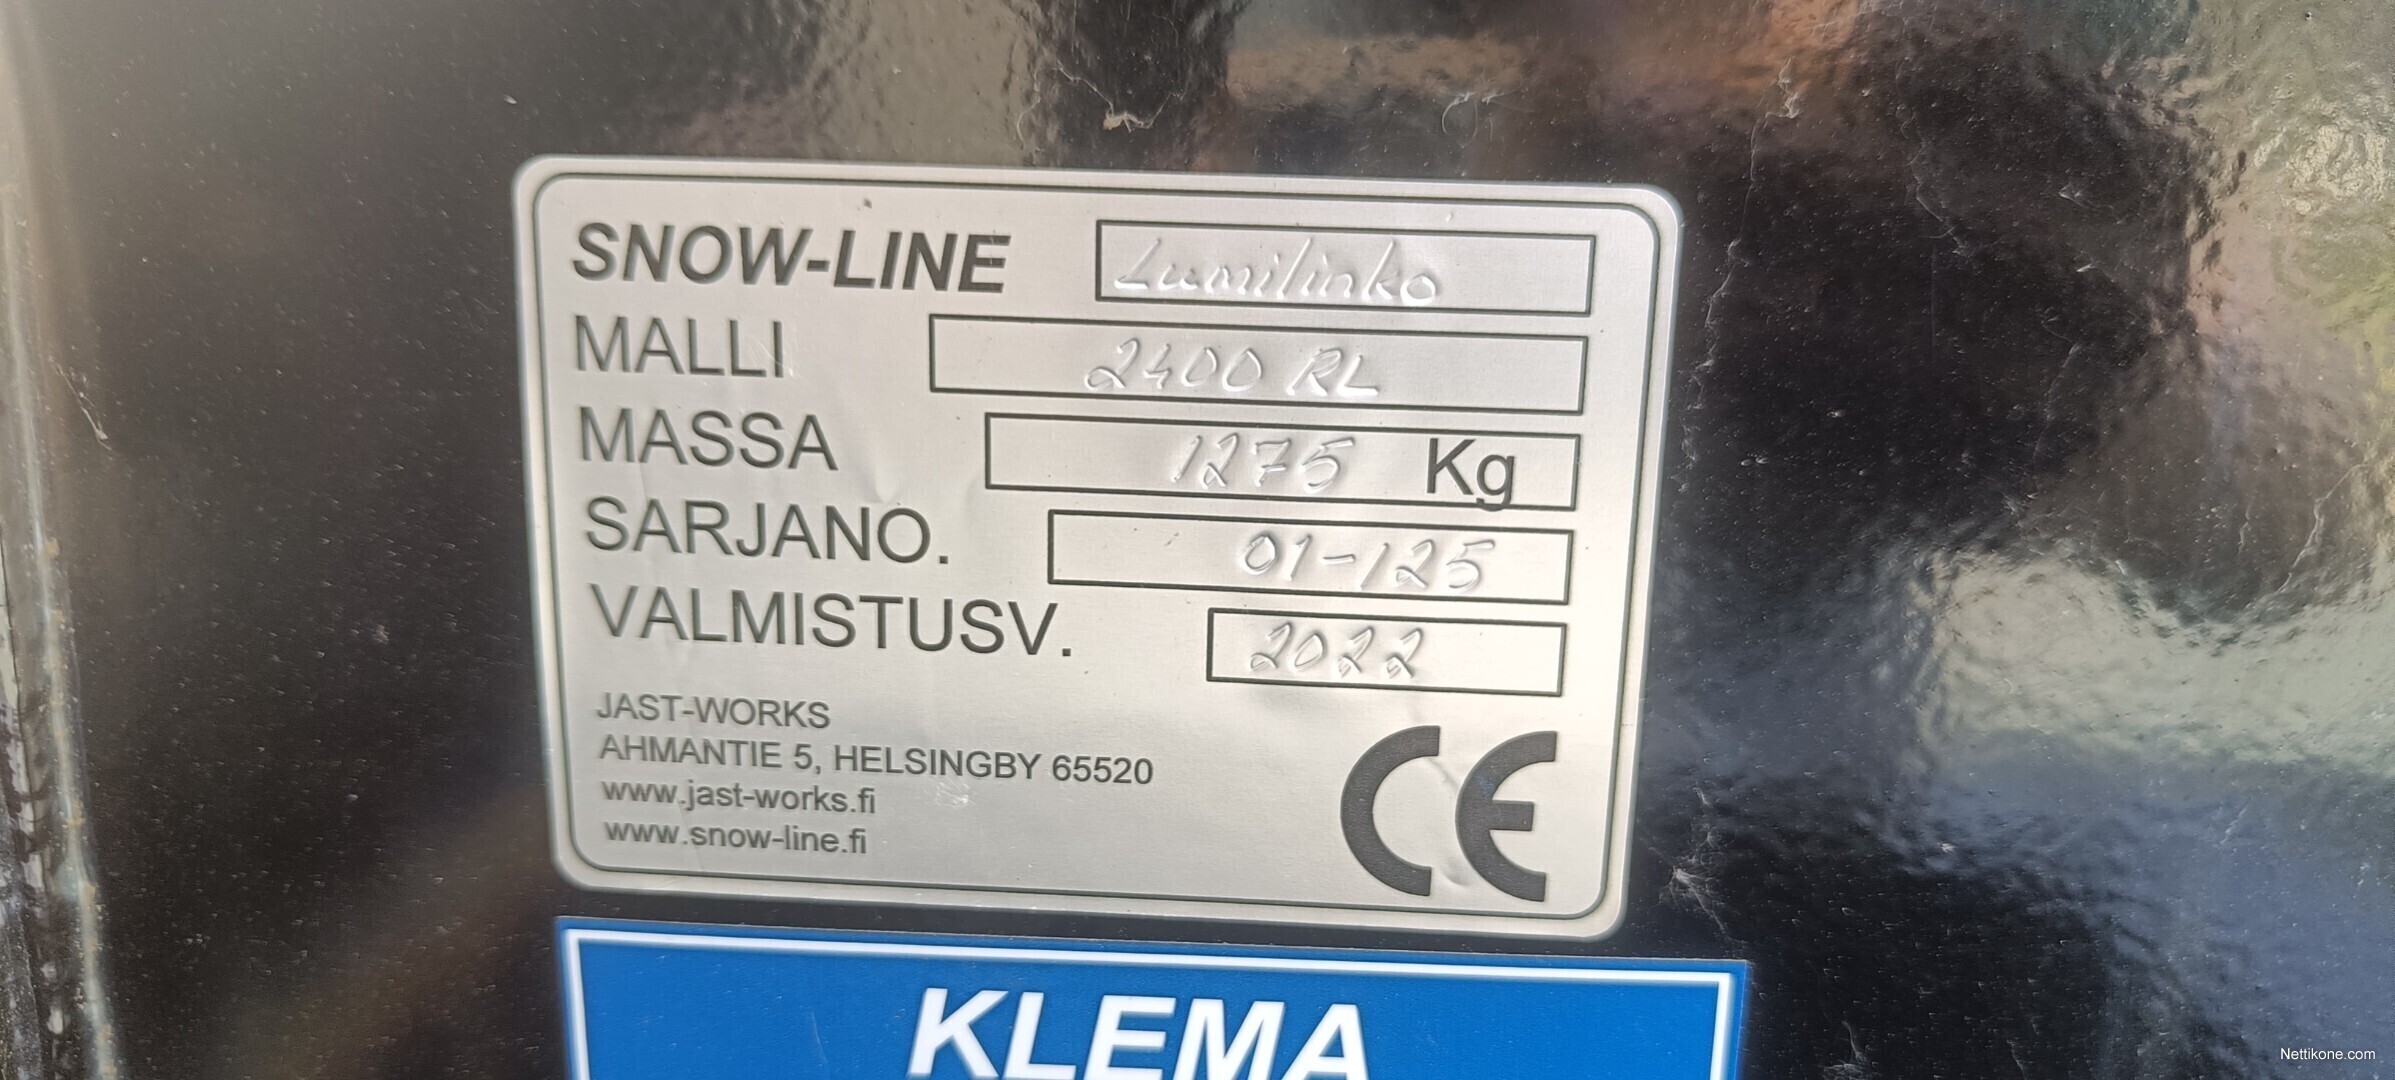 SNOW-LINE Lumilinko
MALLI 2400 RL
MASSA 1275 Kg
SARJANO. 01-125
VALMISTUSV. 2022
JAST-WORKS
AHMANTIE 5, HELSINGBY 65520
www.jast-works.fi
www.snow-line.fi
CE
KLEMA
Nettikone.com